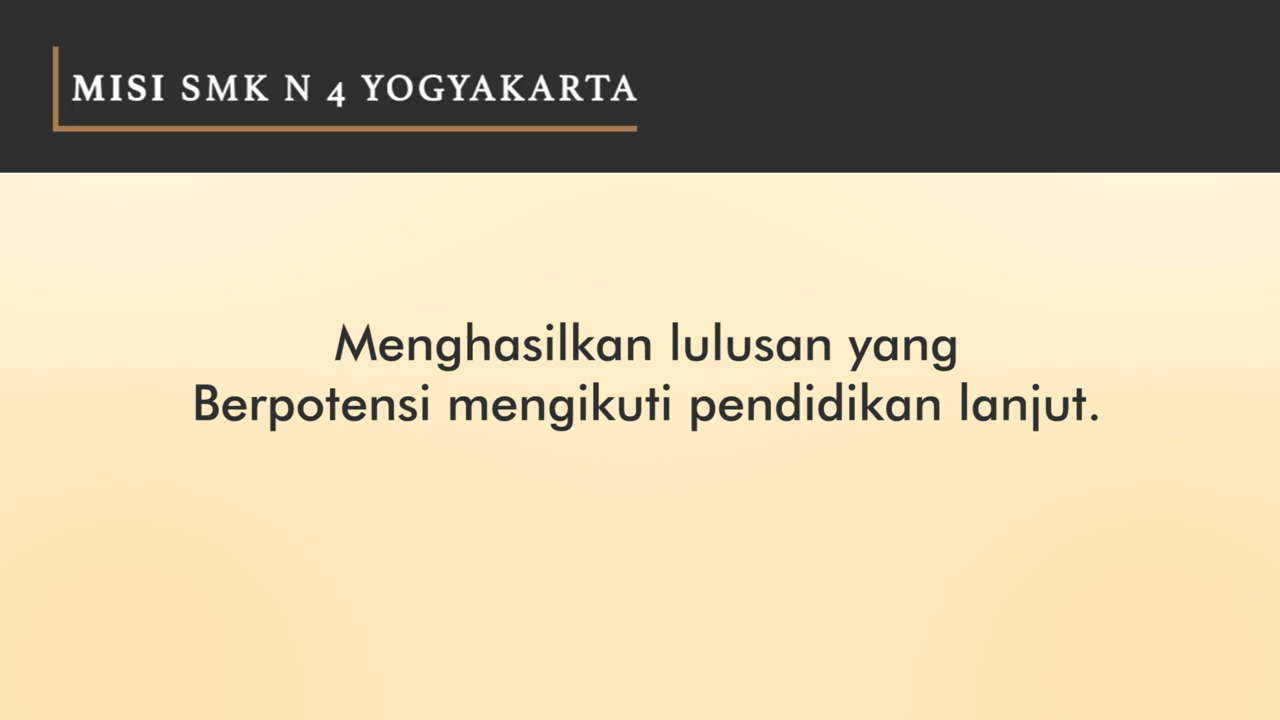 MISI SMK N 4 YOGYAKARTA
Menghasilkan lulusan yang
Berpotensi mengikuti pendidikan lanjut.